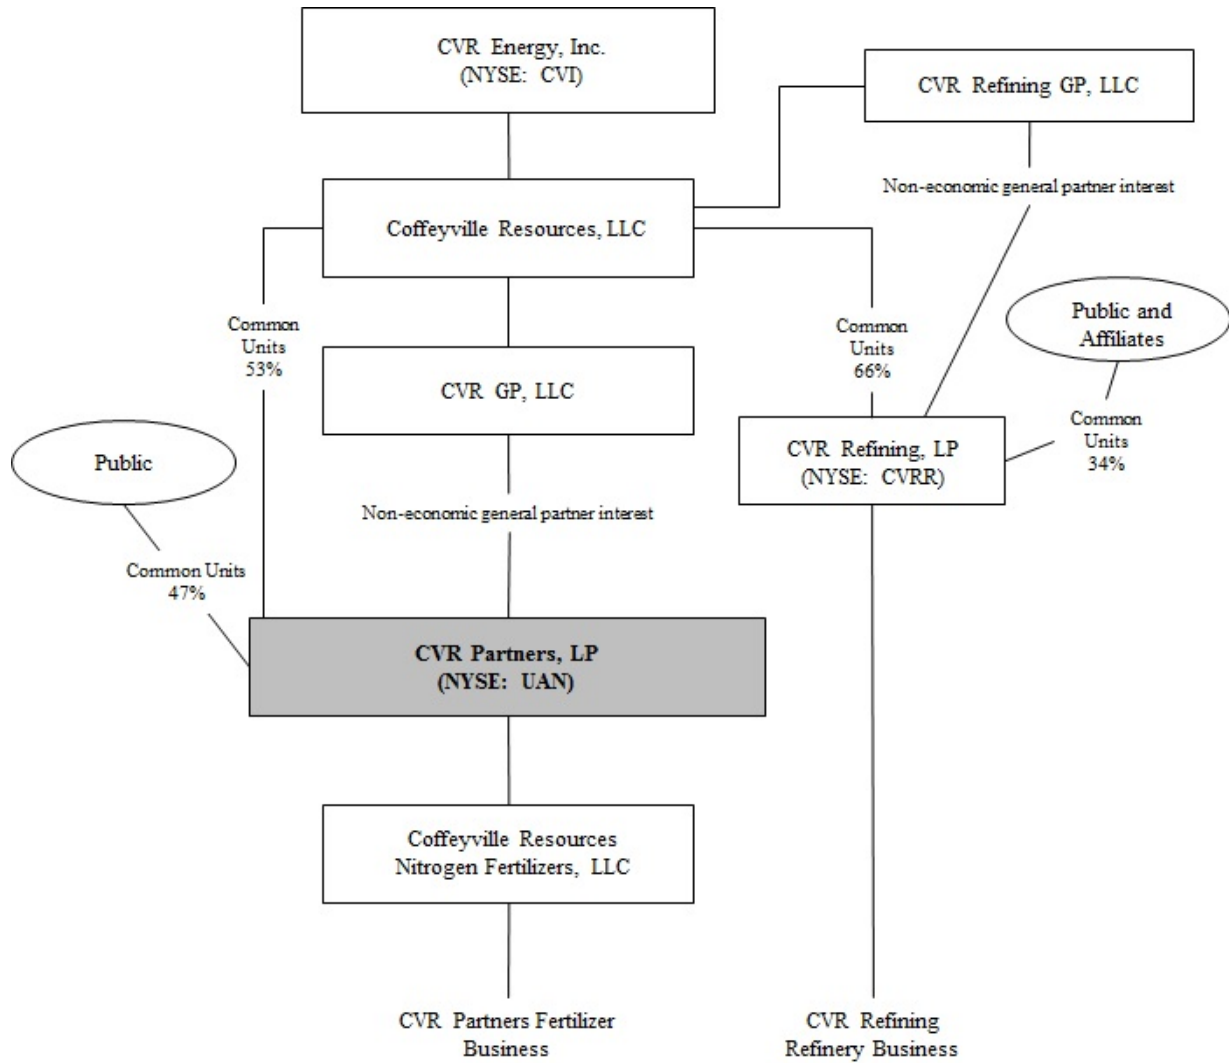 CVR Energy, Inc.
(NYSE: CVI)
CVR Refining GP, LLC
Non-economic general partner interest
Coffeyville Resources, LLC
Common
Units
53%
Common
Units
66%
Public and
Affiliates
CVR GP, LLC
Common
Units
34%
CVR Refining, LP
(NYSE: CVRR)
Public
Non-economic general partner interest
Common Units
47%
CVR Partners, LP
(NYSE: UAN)
Coffeyville Resources
Nitrogen Fertilizers, LLC
CVR Partners Fertilizer
Business
CVR Refining
Refinery Business